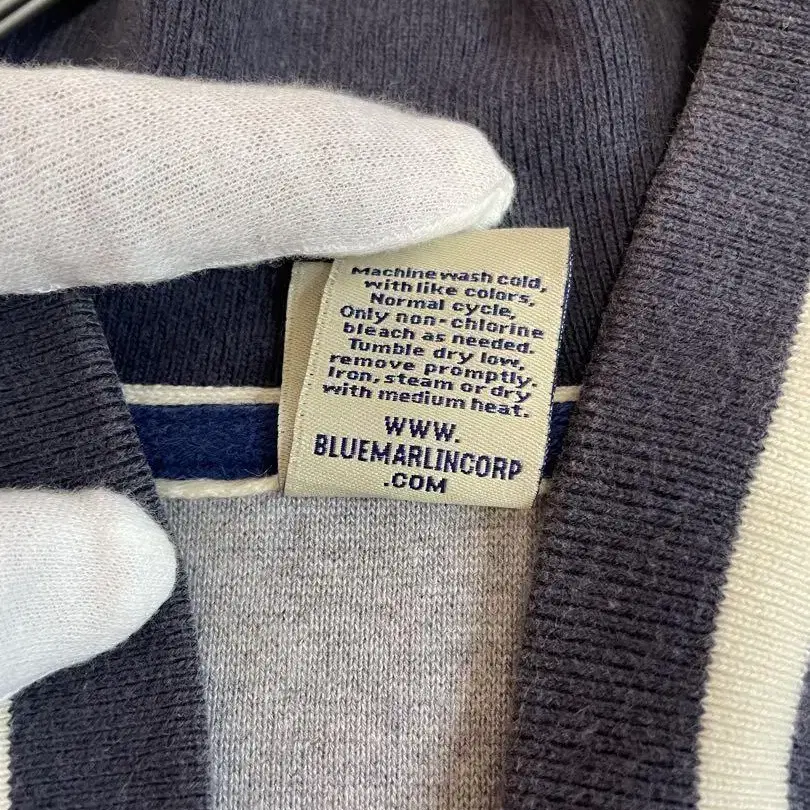 Machine wash cold,
with like colors,
Normal cycle,
Only non-chlorine
bleach as needed.
Tumble dry low,
remove promptly.
Iron, steam or dry
with medium heat.
WWW.
BLUEMARLINCORP
.COM